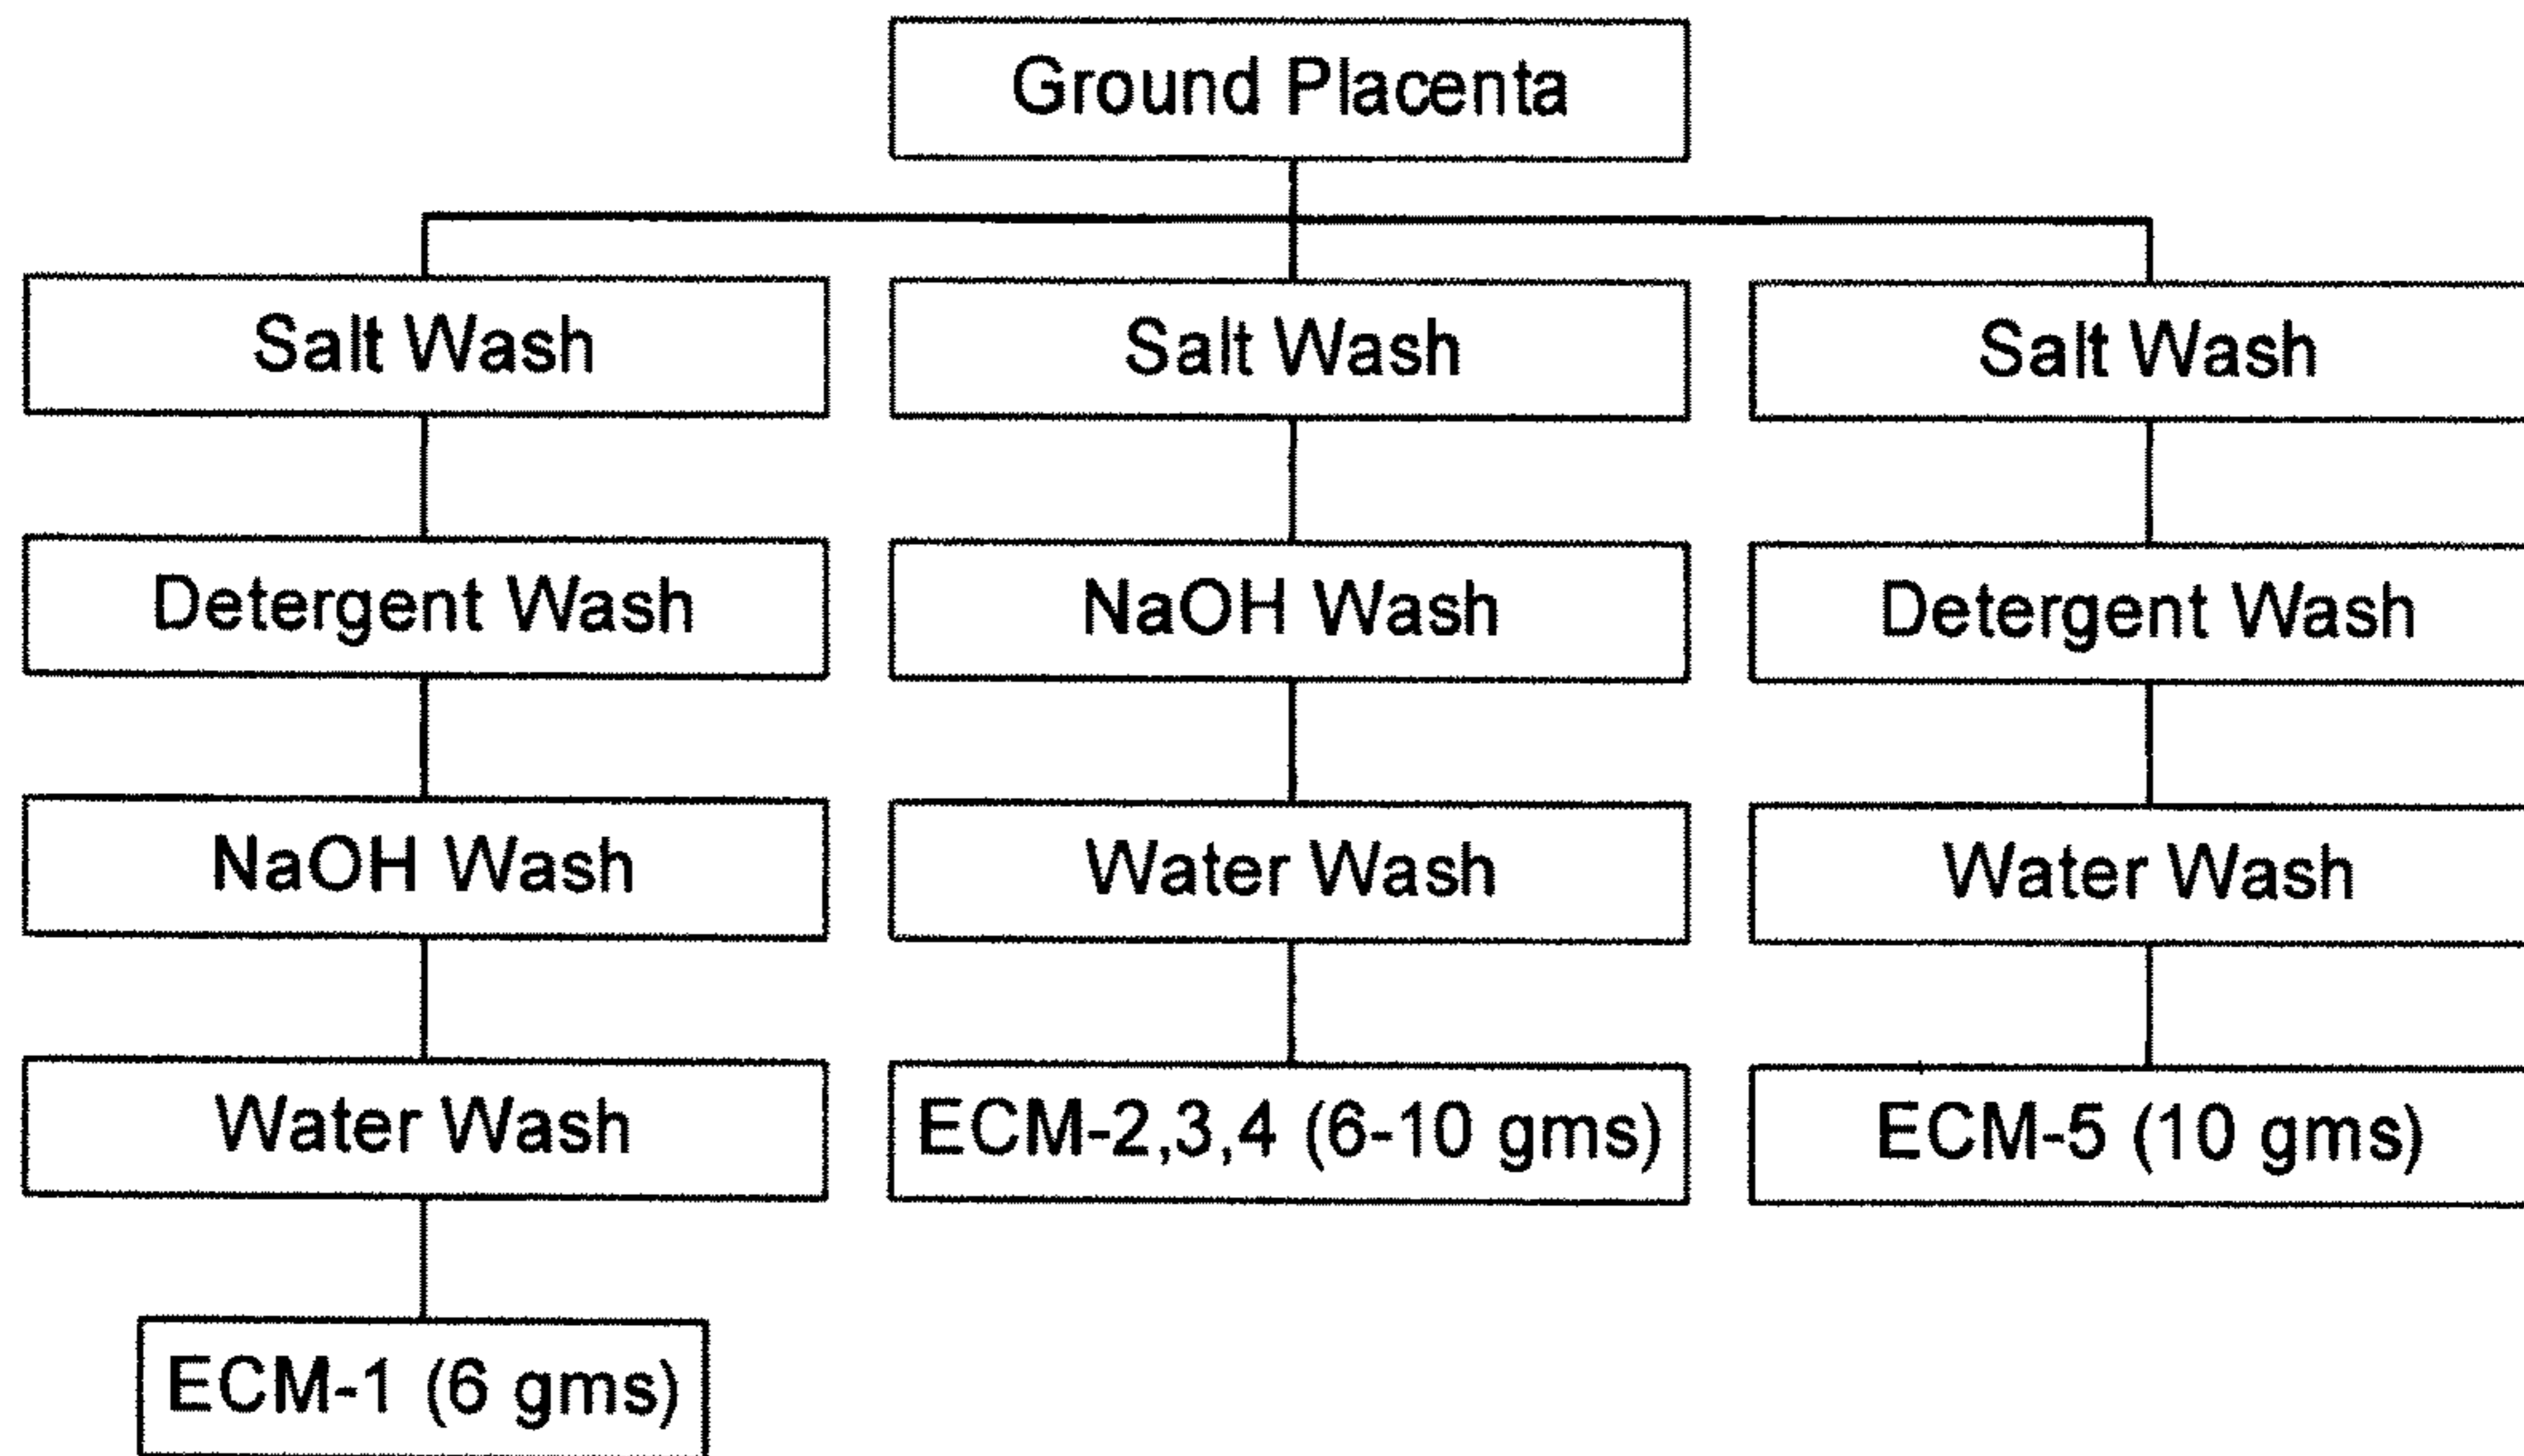 Ground Placenta
Salt Wash
Salt Wash
Salt Wash
Detergent Wash
NaOH Wash
Detergent Wash
NaOH Wash
Water Wash
Water Wash
Water Wash
ECM-2,3,4 (6-10 gms)
ECM-5 (10 gms)
ECM-1 (6 gms)